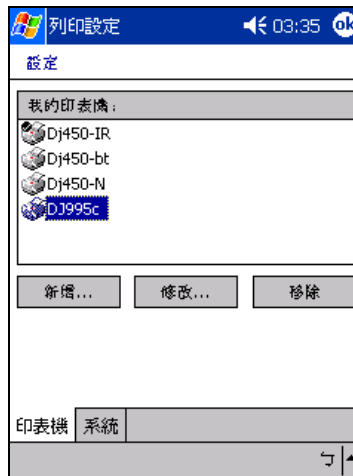 列印設定 03:35 ok
設定
我的印表機:
Dj450-IR
Dj450-bt
Dj450-N
DJ995c
新增... 修改... 移除
印表機 系統
ㄅ